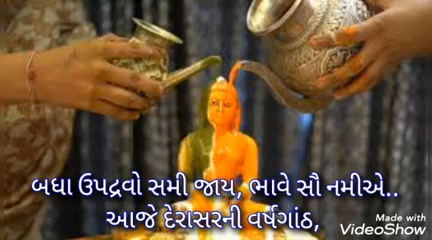 બધા ઉપદ્રવો સમી જાય, ભાવે સૌ નમીએ..
આજે દેરાસરની વર્ષગાંઠ,
Made with
VideoShow